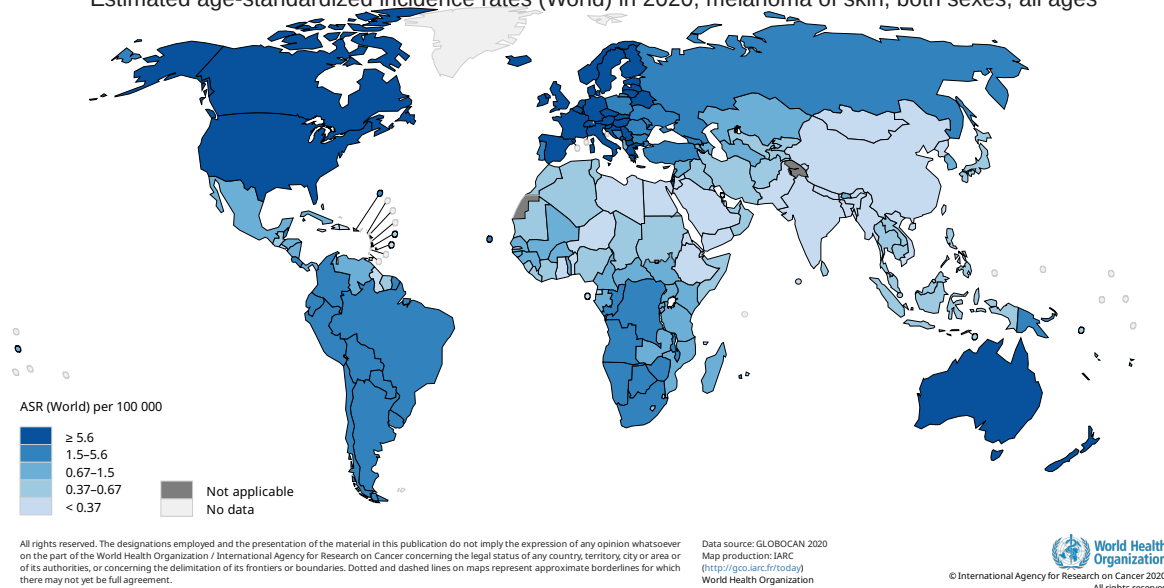 Estimated age-standardized incidence rates (World) in 2020, melanoma of skin, both sexes, all ages
ASR (World) per 100 000
≥ 5.6
1.5–5.6
0.67–1.5
0.37–0.67
< 0.37
Not applicable
No data
All rights reserved. The designations employed and the presentation of the material in this publication do not imply the expression of any opinion whatsoever
on the part of the World Health Organization / International Agency for Research on Cancer concerning the legal status of any country, territory, city or area or
of its authorities, or concerning the delimitation of its frontiers or boundaries. Dotted and dashed lines on maps represent approximate borderlines for which
there may not yet be full agreement.
Data source: GLOBOCAN 2020
Map production: IARC
(http://gco.iarc.fr/today)
World Health Organization
World Health
Organization
© International Agency for Research on Cancer 2020
All rights reserved